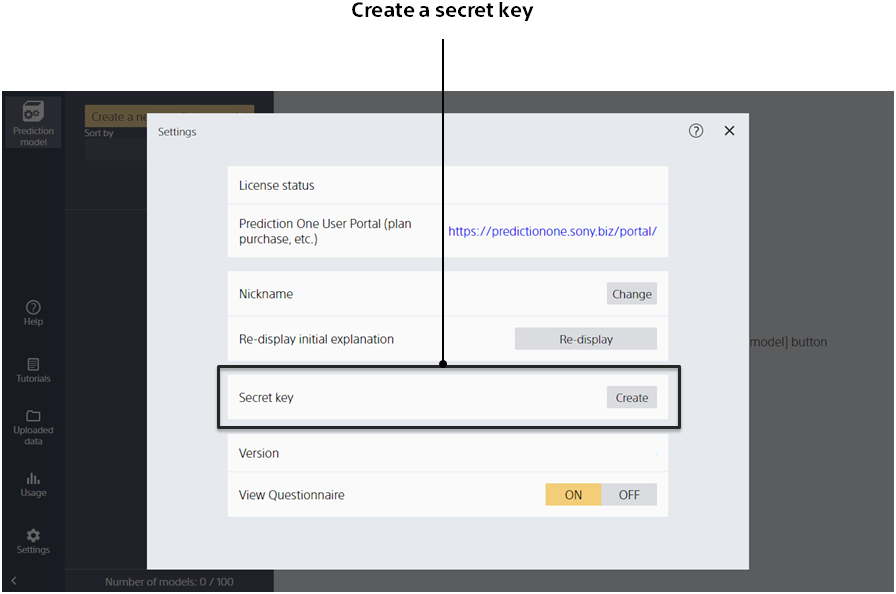 Create a secret key
Prediction
model
Create a ne
Sort by
Settings
License status
Prediction One User Portal (plan
purchase, etc.)
https://predictionone.sony.biz/portal/
Nickname
Change
Re-display initial explanation
Re-display
model] button
Secret key
Create
Version
View Questionnaire
ON
OFF
Help
Tutorials
Uploaded
data
Usage
Settings
Number of models: 0 / 100